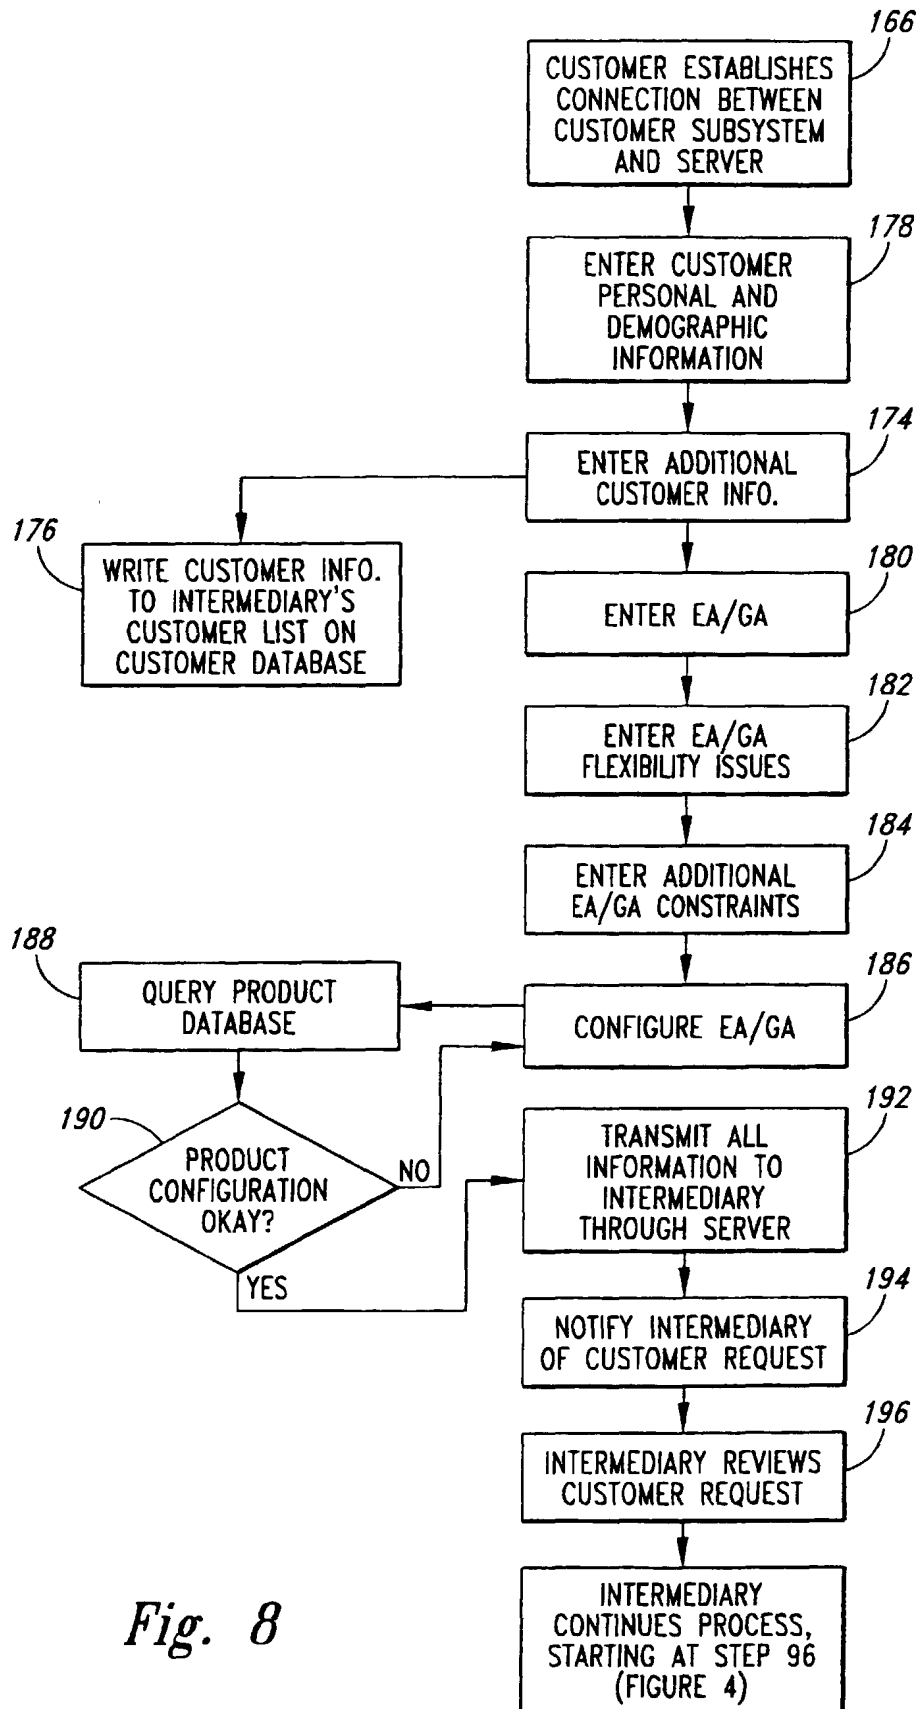 166
CUSTOMER ESTABLISHES
CONNECTION BETWEEN
CUSTOMER SUBSYSTEM
AND SERVER
178
ENTER CUSTOMER
PERSONAL AND
DEMOGRAPHIC
INFORMATION
174
ENTER ADDITIONAL
CUSTOMER INFO.
176
WRITE CUSTOMER INFO.
TO INTERMEDIARY'S
CUSTOMER LIST ON
CUSTOMER DATABASE
180
ENTER EA/GA
182
ENTER EA/GA
FLEXIBILITY ISSUES
184
ENTER ADDITIONAL
EA/GA CONSTRAINTS
186
CONFIGURE EA/GA
188
QUERY PRODUCT
DATABASE
190
PRODUCT
CONFIGURATION
OKAY?
NO
YES
192
TRANSMIT ALL
INFORMATION TO
INTERMEDIARY
THROUGH SERVER
194
NOTIFY INTERMEDIARY
OF CUSTOMER REQUEST
196
INTERMEDIARY REVIEWS
CUSTOMER REQUEST
INTERMEDIARY
CONTINUES PROCESS,
STARTING AT STEP 96
(FIGURE 4)
Fig. 8